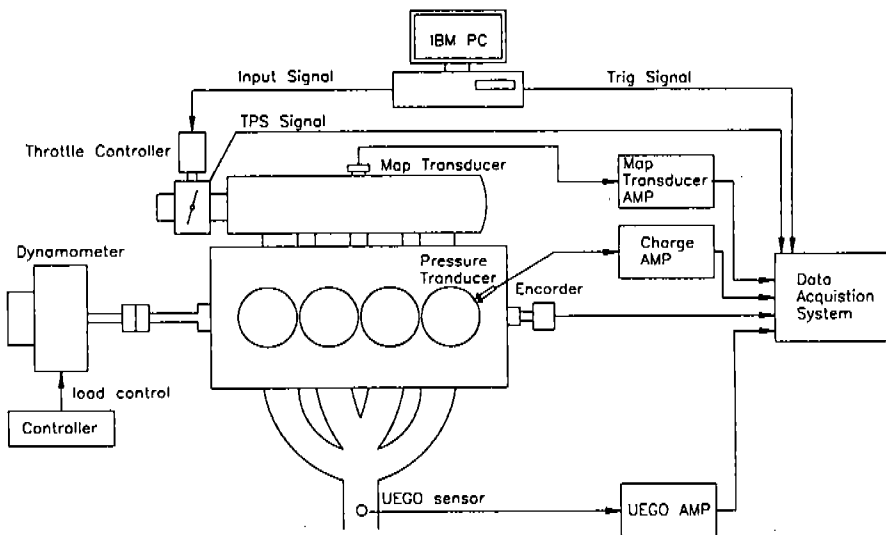 IBM PC
Input Signal
Trig Signal
TPS Signal
Throttle Controller
Map Transducer
Map
Transducer
AMP
Dynamometer
Pressure
Tranducer
Charge
AMP
Encorder
Data
Acquistion
System
load control
Controller
UEGO sensor
UEGO AMP